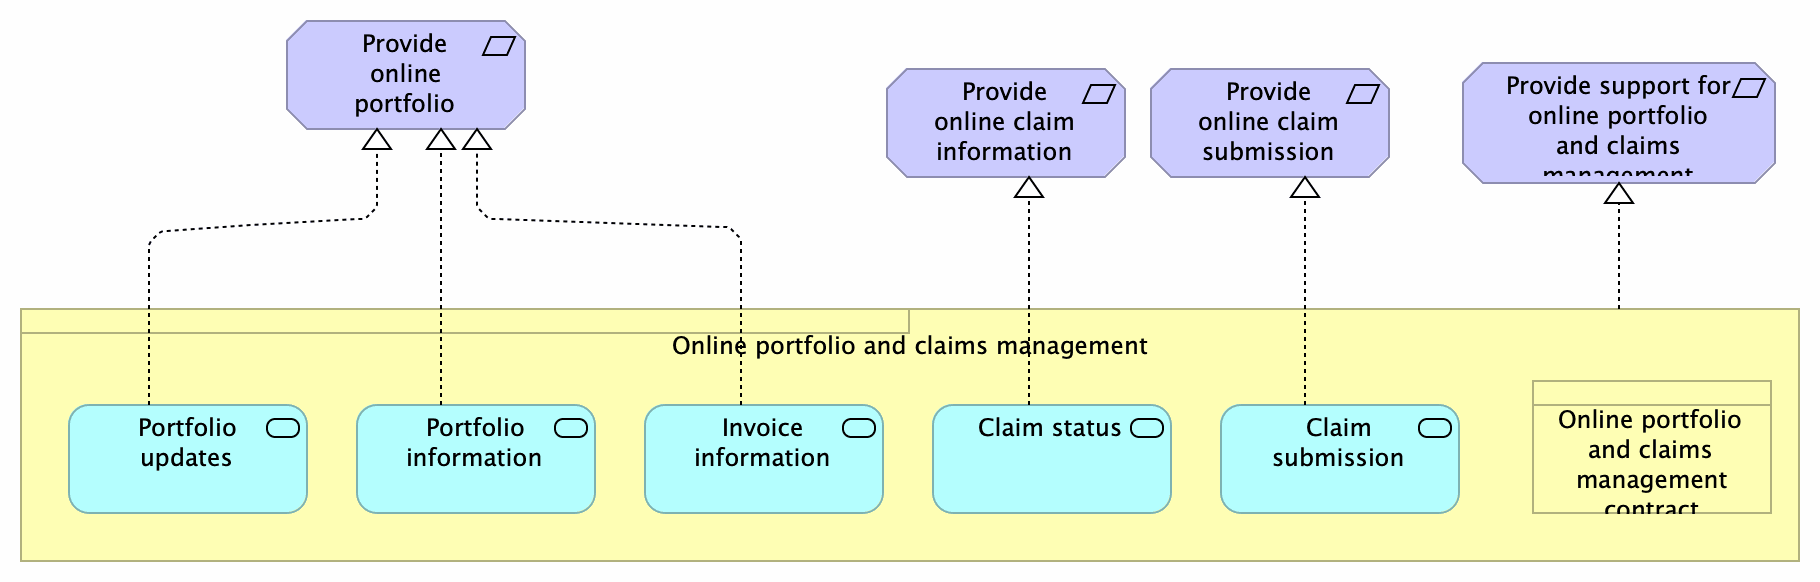 Provide
online
portfolio
Provide
online claim
information
Provide
online claim
submission
Provide support for
online portfolio
and claims
management
Online portfolio and claims management
Portfolio
updates
Portfolio
information
Invoice
information
Claim status
Claim
submission
Online portfolio
and claims
management
contract